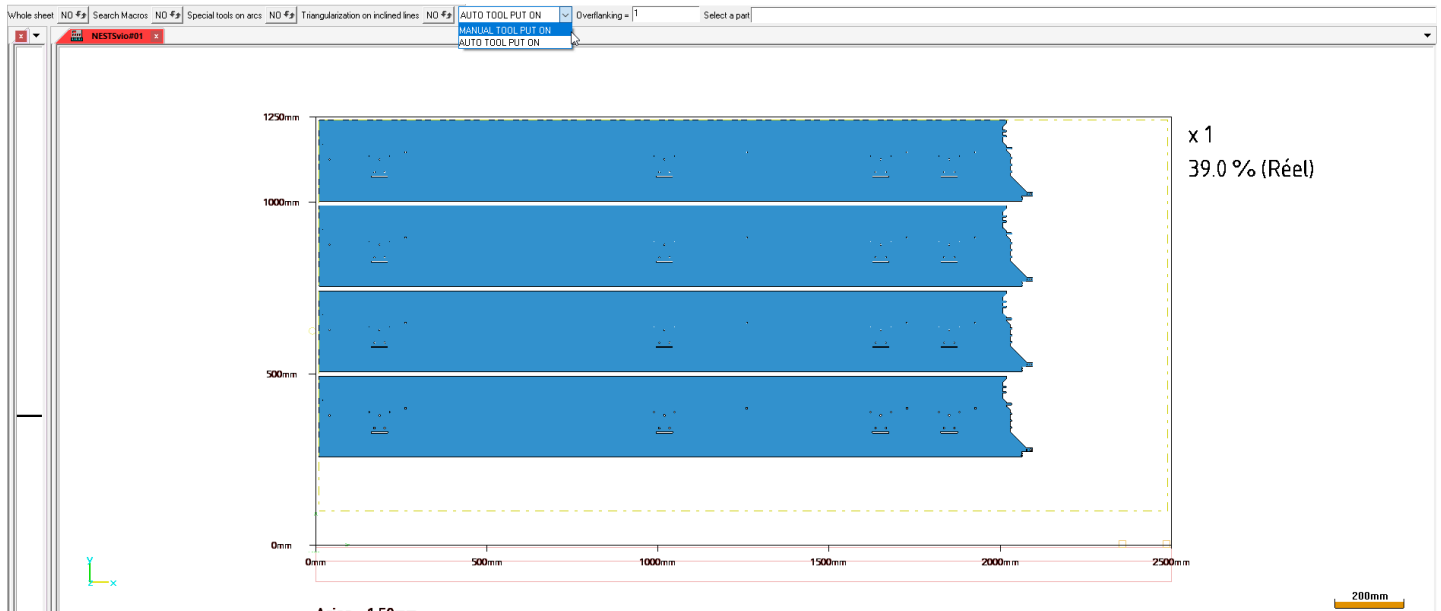 Whole sheet NO Search Macros NO Special tools on arcs NO Triangularization on inclined lines NO AUTO TOOL PUT ON Overflanking = 1 Select a part
MANUAL TOOL PUT ON
AUTO TOOL PUT ON
NESTSvio#01
1250mm
x 1
39.0 % (Réel)
1000mm
500mm
0mm
0mm 500mm 1000mm 1500mm 2000mm 2500mm
Y
Z X
200mm